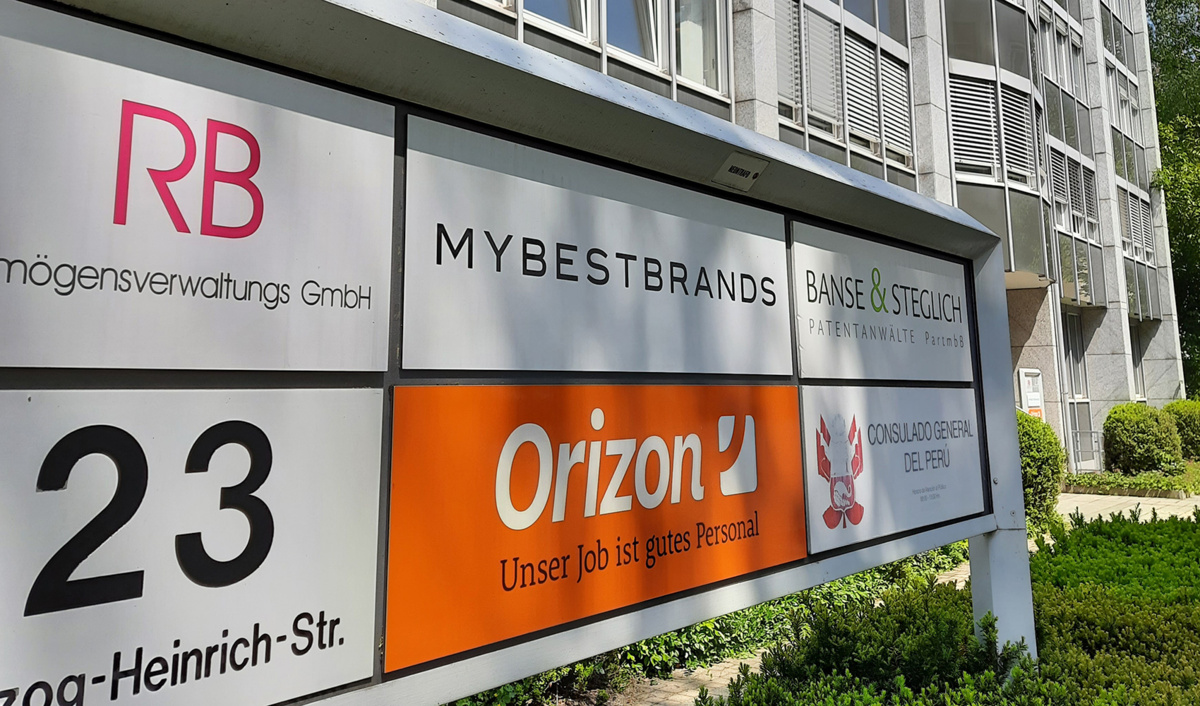 RB
mögensverwaltungs GmbH
MYBESTBRANDS
BANSE & STEGLICH
PATENTANWÄLTE PartmbB
23
zog-Heinrich-Str.
Orizon
Unser Job ist gutes Personal
CONSULADO GENERAL
DEL PERÚ